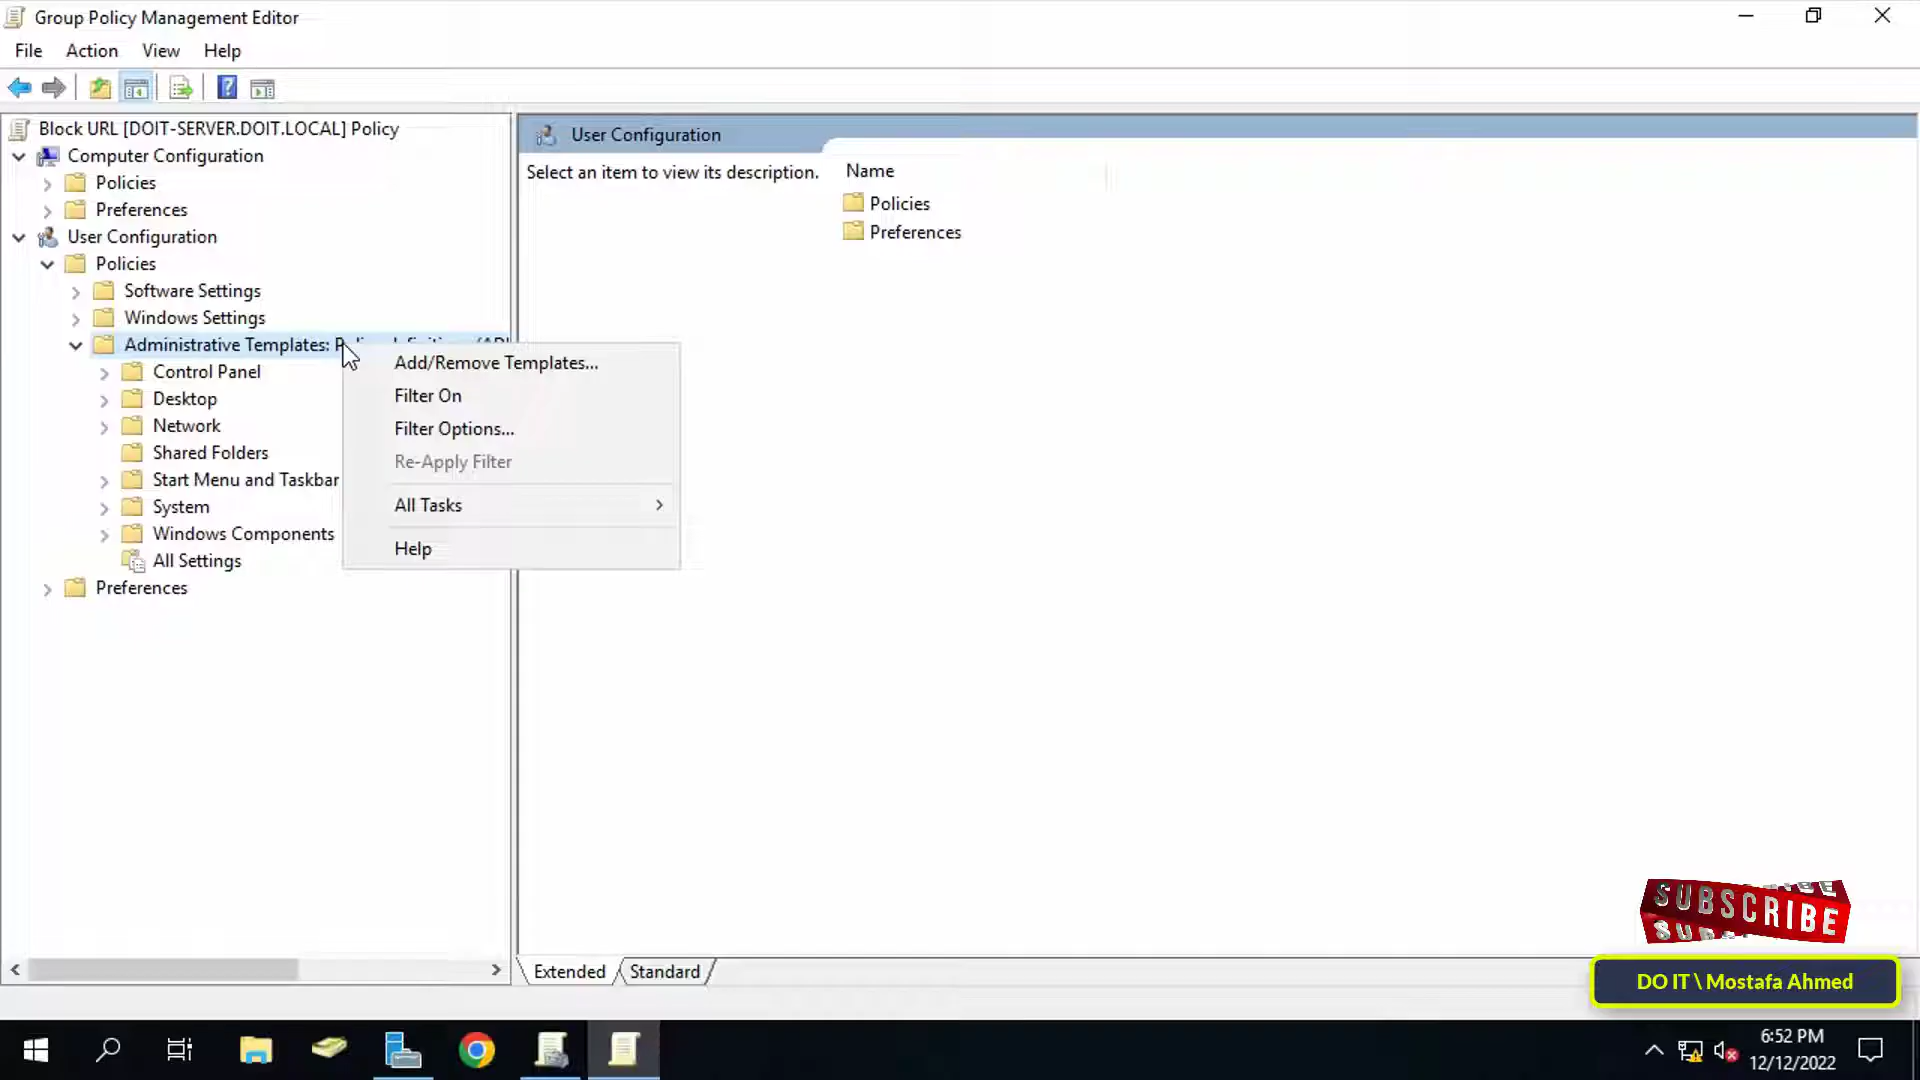 Group Policy Management Editor
File Action View Help
Block URL [DOIT-SERVER.DOIT.LOCAL] Policy
Computer Configuration
Policies
Preferences
User Configuration
Policies
Software Settings
Windows Settings
Administrative Templates:
Control Panel
Desktop
Network
Shared Folders
Start Menu and Taskbar
System
Windows Components
All Settings
Preferences
Add/Remove Templates...
Filter On
Filter Options...
Re-Apply Filter
All Tasks
Help
User Configuration
Select an item to view its description.
Name
Policies
Preferences
Extended Standard
SUBSCRIBE
DO IT \ Mostafa Ahmed
6:52 PM
12/12/2022